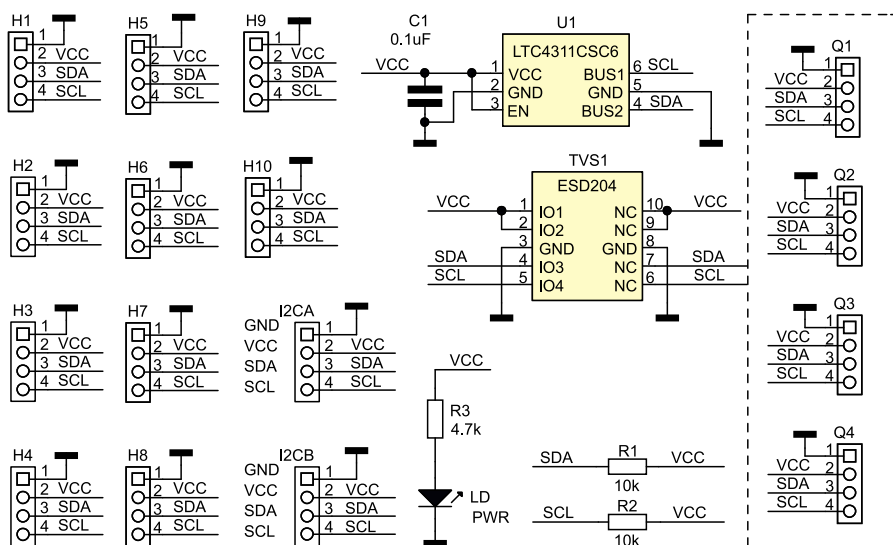 H1
1
2 VCC
3 SDA
4 SCL
H5
1
2 VCC
3 SDA
4 SCL
H9
1
2 VCC
3 SDA
4 SCL
C1
0.1uF
VCC
U1
LTC4311CSC6
1 VCC
2 GND
3 EN
BUS1 6 SCL
GND 5
BUS2 4 SDA
Q1
1
VCC 2
SDA 3
SCL 4
H2
1
2 VCC
3 SDA
4 SCL
H6
1
2 VCC
3 SDA
4 SCL
H10
1
2 VCC
3 SDA
4 SCL
TVS1
ESD204
VCC 1 IO1
2 IO2
3 GND
SDA 4 IO3
SCL 5 IO4
NC 10 VCC
NC 9
GND 8
NC 7 SDA
NC 6 SCL
Q2
1
VCC 2
SDA 3
SCL 4
H3
1
2 VCC
3 SDA
4 SCL
H7
1
2 VCC
3 SDA
4 SCL
I2CA
GND 1
VCC 2 VCC
SDA 3 SDA
SCL 4 SCL
VCC
R3
4.7k
LD
PWR
Q3
1
VCC 2
SDA 3
SCL 4
H4
1
2 VCC
3 SDA
4 SCL
H8
1
2 VCC
3 SDA
4 SCL
I2CB
GND 1
VCC 2 VCC
SDA 3 SDA
SCL 4 SCL
SDA R1 VCC
10k
SCL R2 VCC
10k
Q4
1
VCC 2
SDA 3
SCL 4